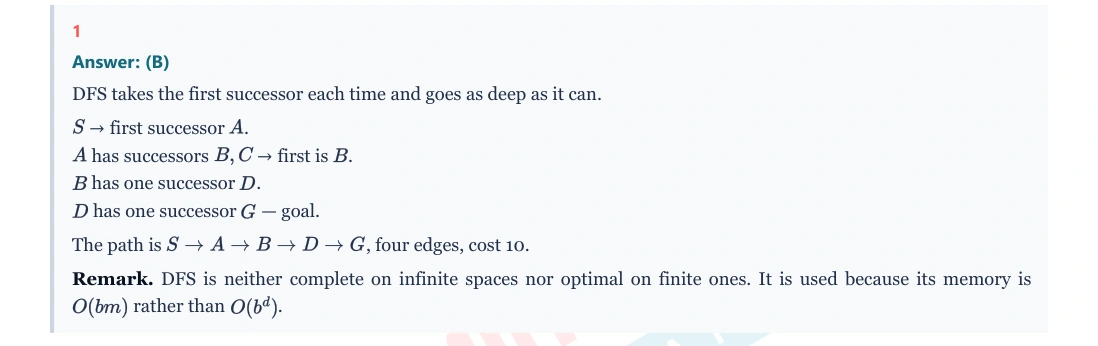 1
Answer: (B)
DFS takes the first successor each time and goes as deep as it can.
S → first successor A.
A has successors B, C → first is B.
B has one successor D.
D has one successor G — goal.
The path is S → A → B → D → G, four edges, cost 10.
Remark. DFS is neither complete on infinite spaces nor optimal on finite ones. It is used because its memory is
O(bm) rather than O(b^d).